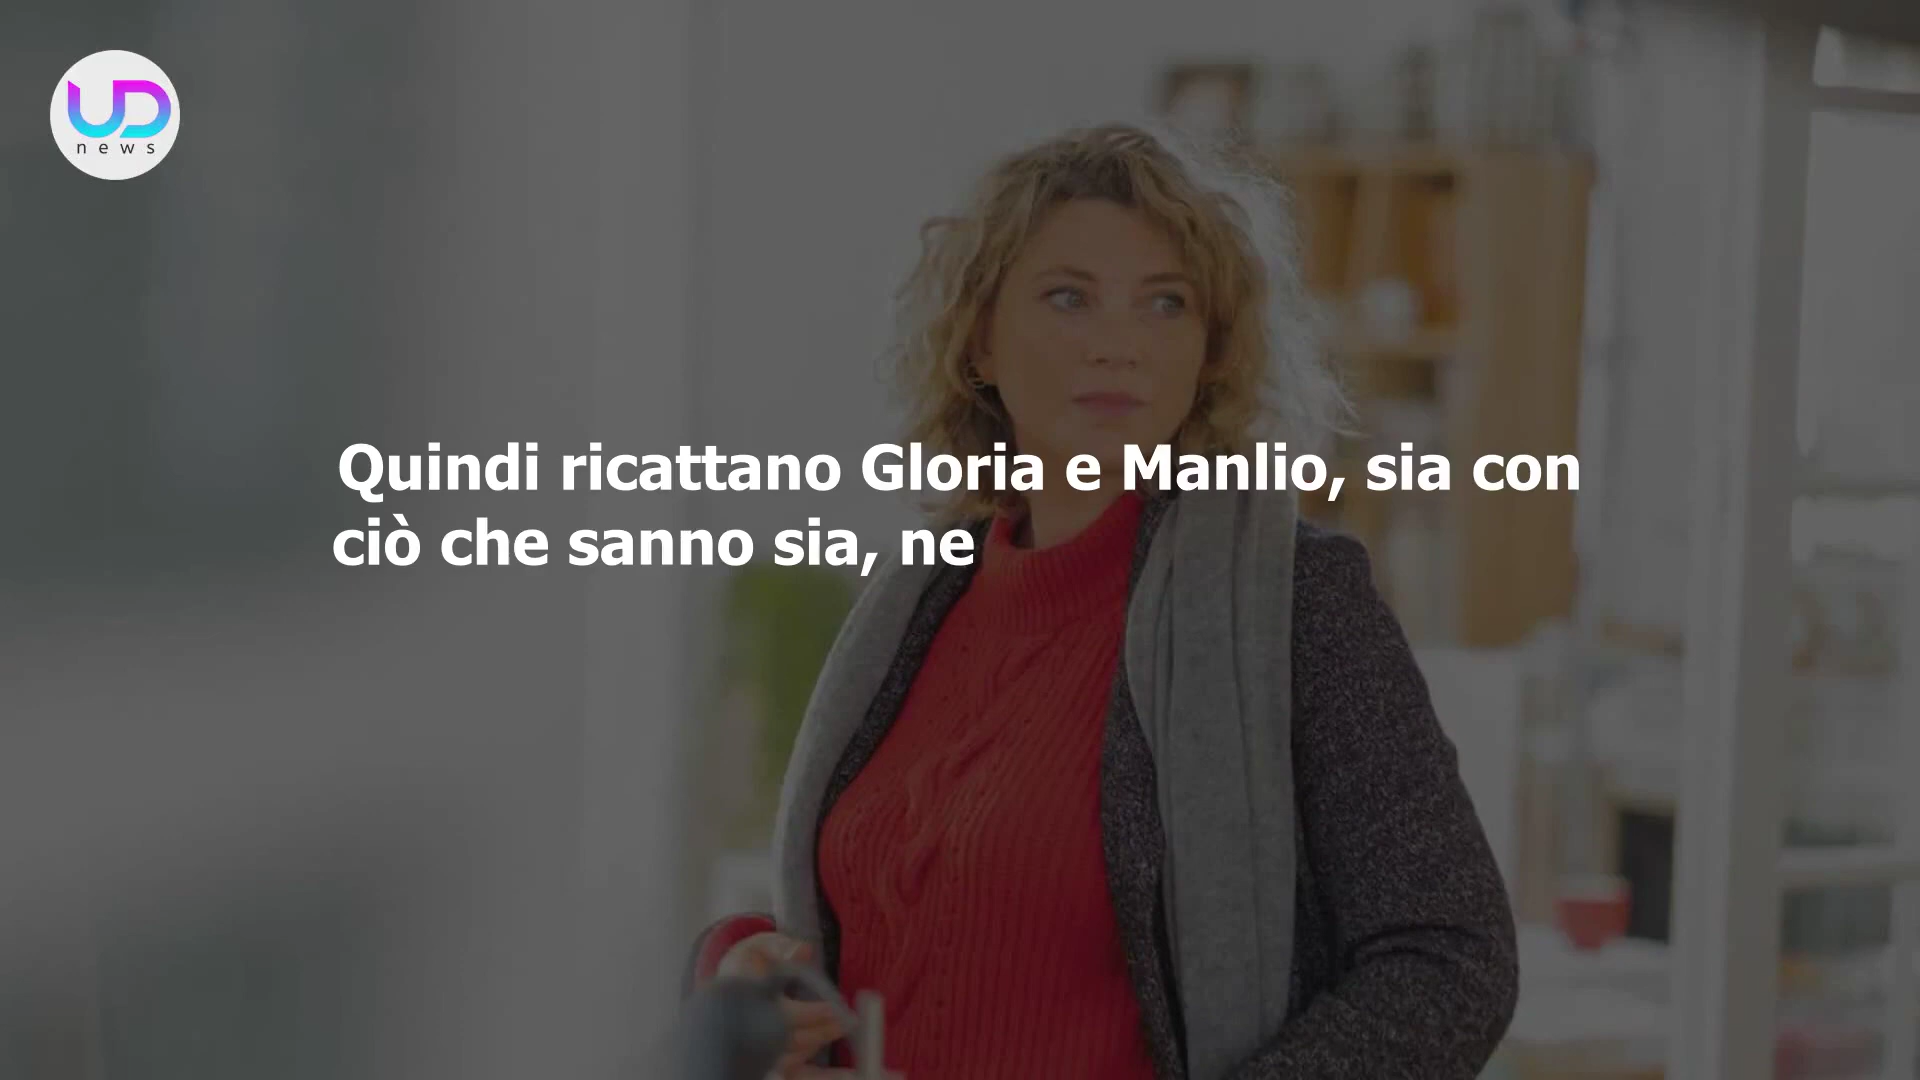 UD
news
Quindi ricattano Gloria e Manlio, sia con
ciò che sanno sia, ne